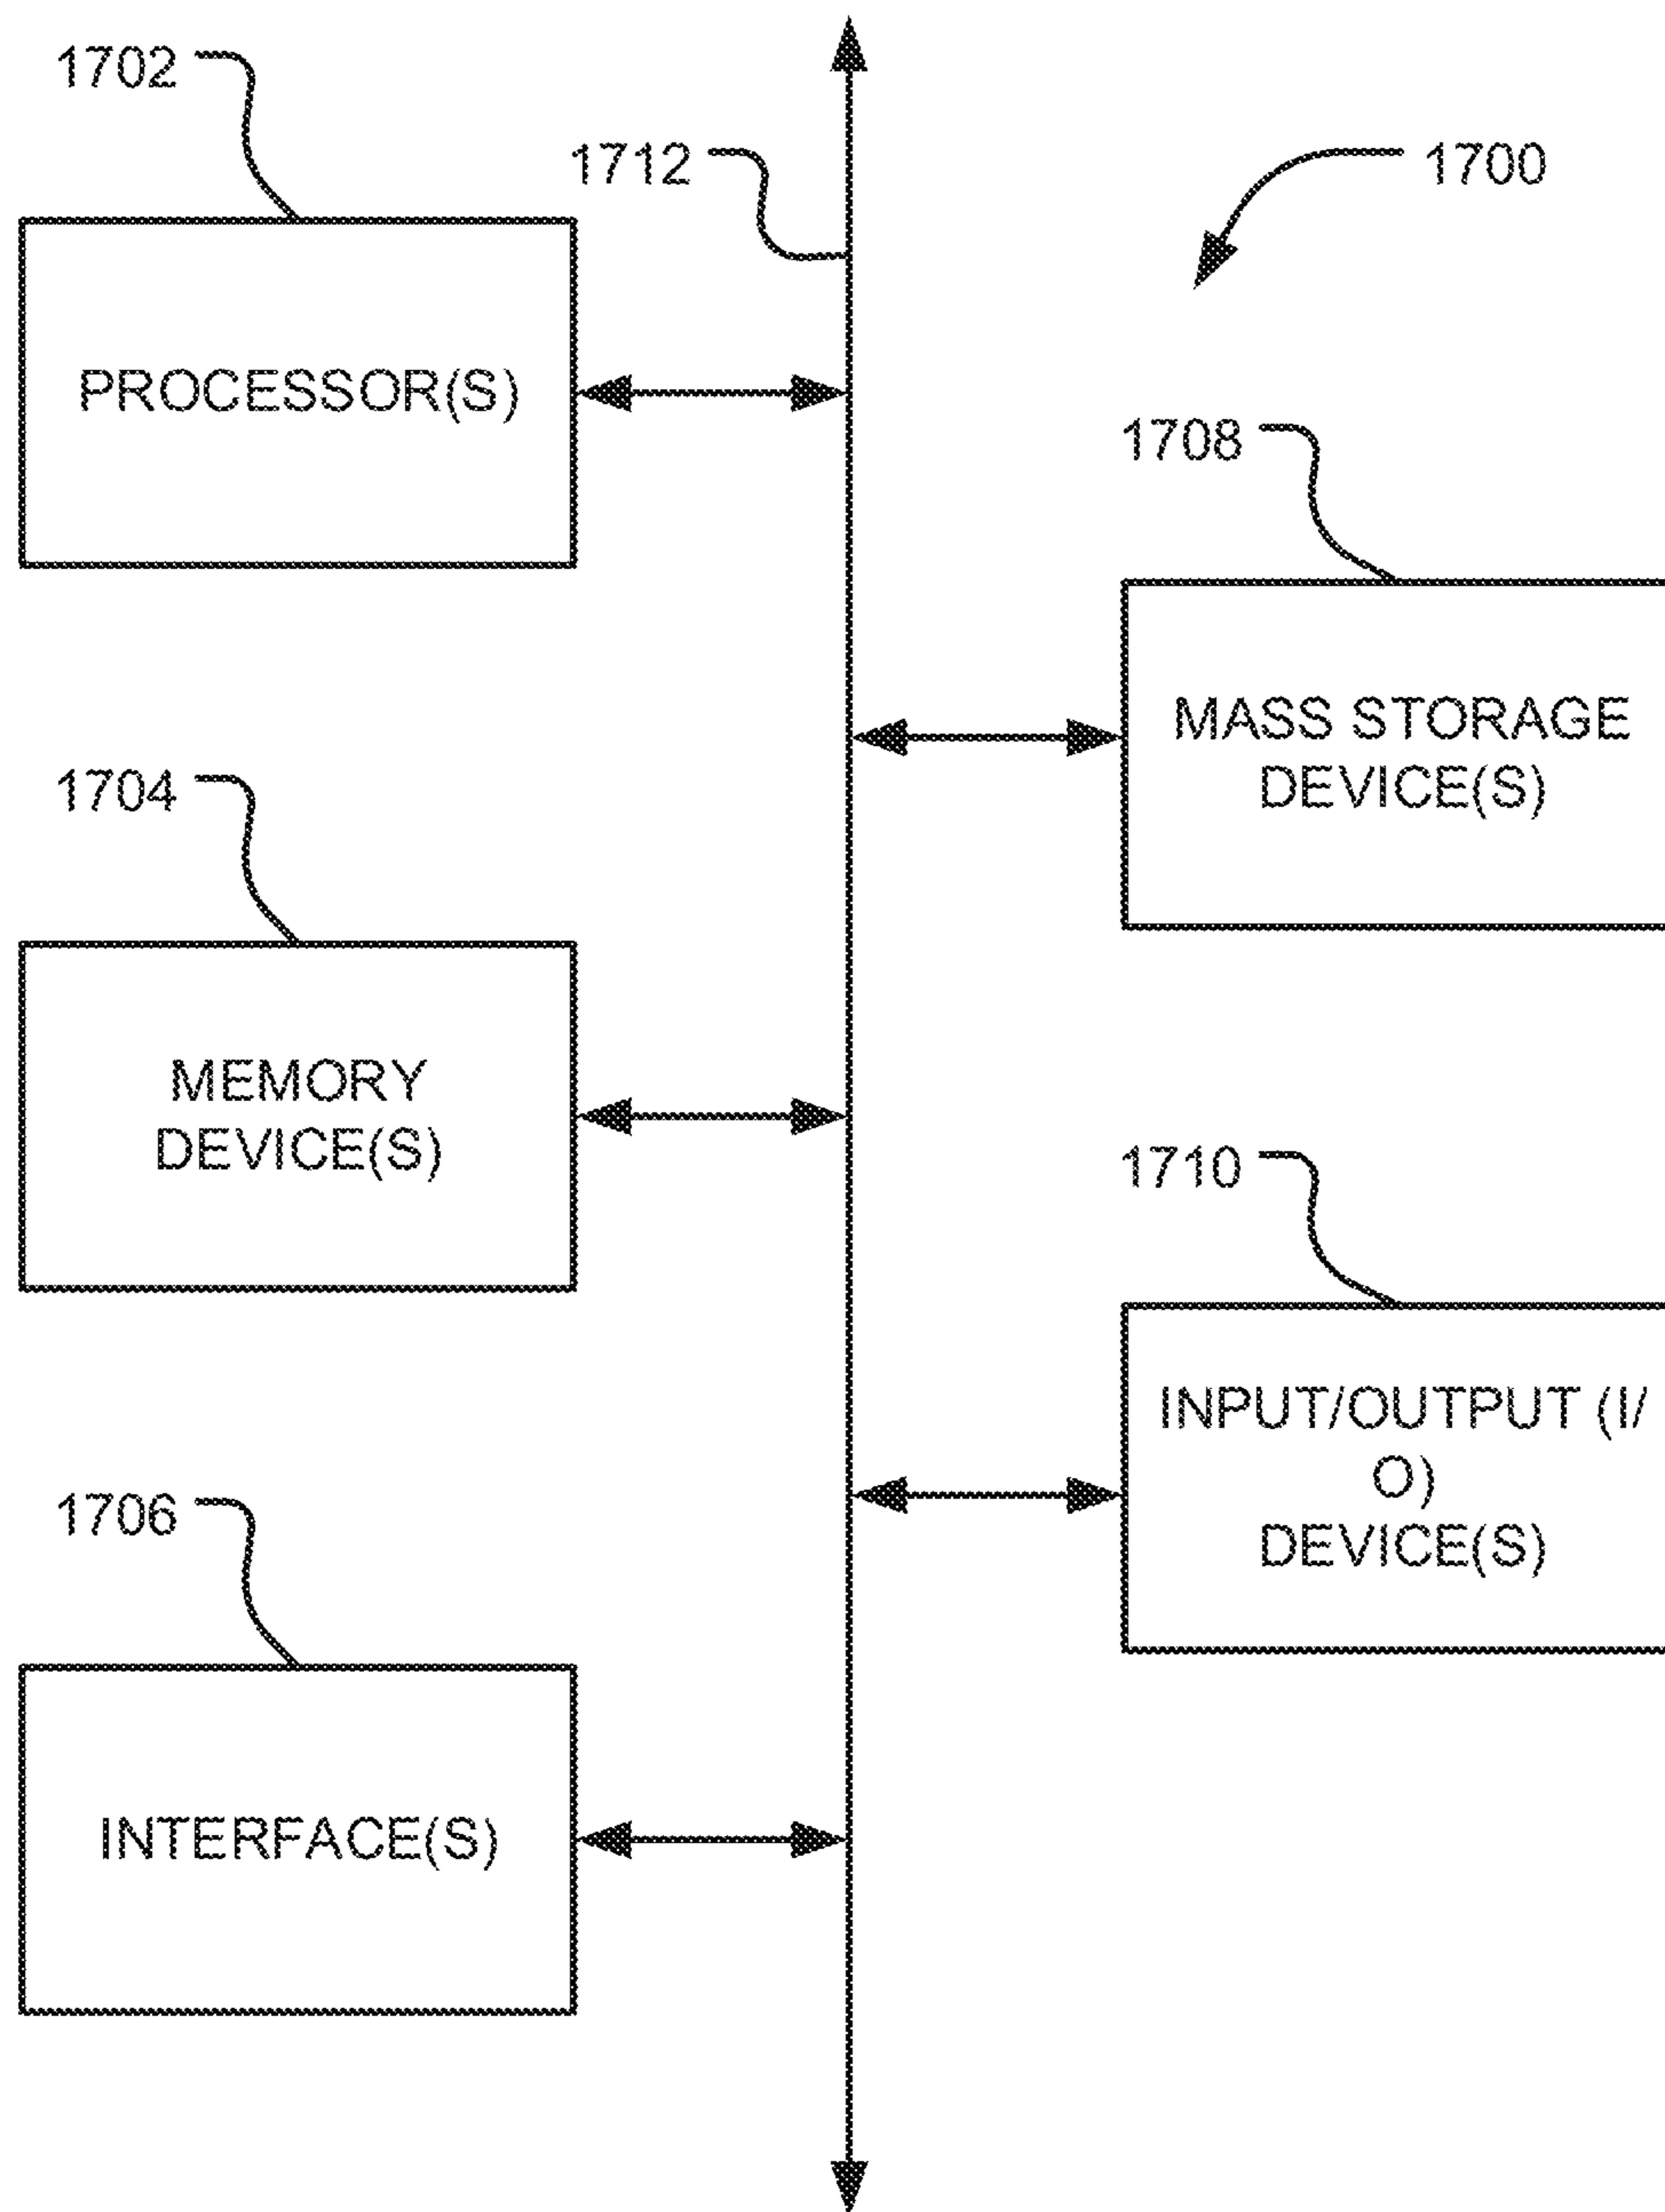 1702
1712
1700
PROCESSOR(S)
1708
MASS STORAGE
DEVICE(S)
1704
MEMORY
DEVICE(S)
1710
INPUT/OUTPUT (I/
O)
DEVICE(S)
1706
INTERFACE(S)